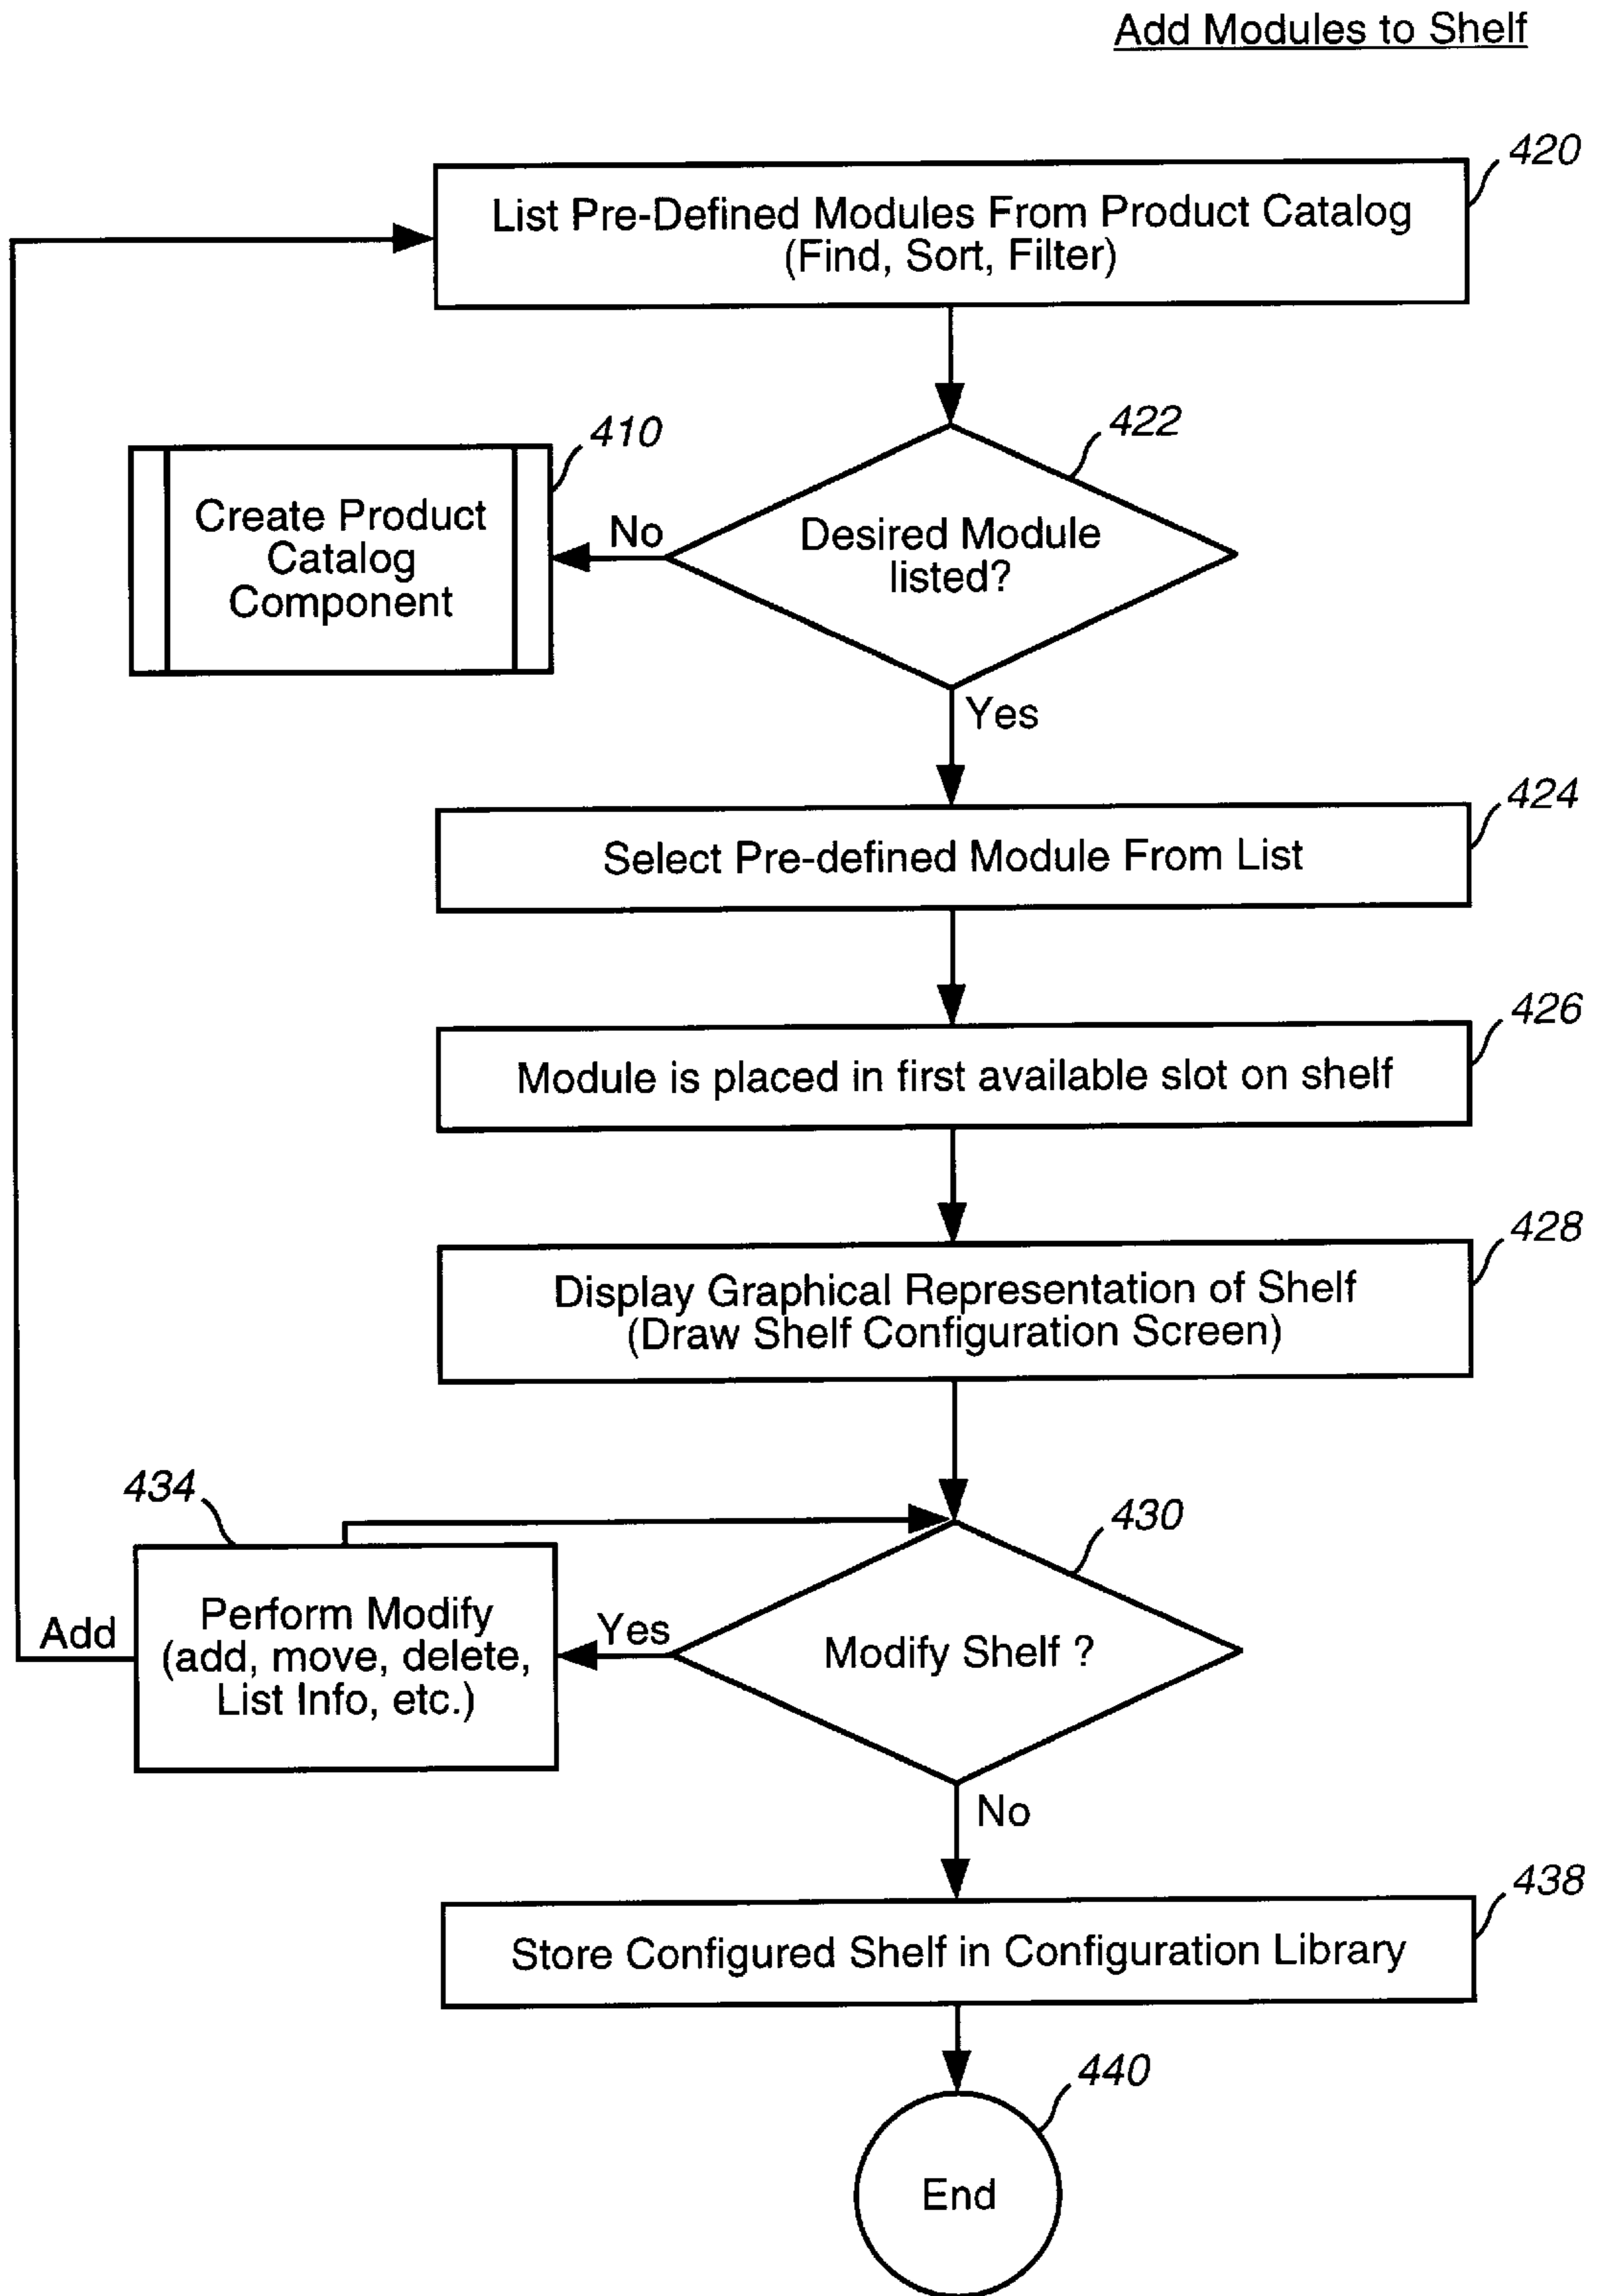 Add Modules to Shelf
420
List Pre-Defined Modules From Product Catalog
(Find, Sort, Filter)
410
422
Create Product
Catalog
Component
No
Desired Module
listed?
Yes
424
Select Pre-defined Module From List
426
Module is placed in first available slot on shelf
428
Display Graphical Representation of Shelf
(Draw Shelf Configuration Screen)
434
430
Add
Perform Modify
(add, move, delete,
List Info, etc.)
Yes
Modify Shelf ?
No
438
Store Configured Shelf in Configuration Library
440
End